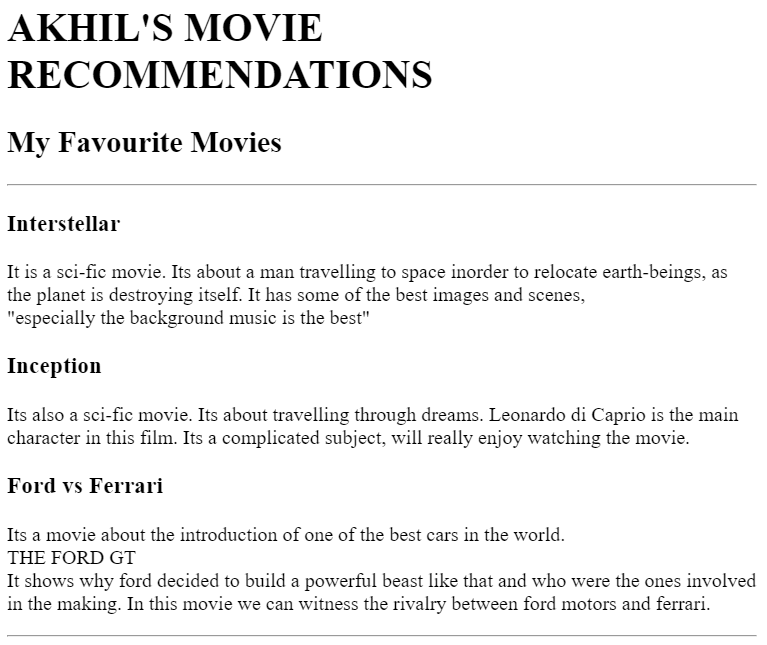 AKHIL'S MOVIE
RECOMMENDATIONS
My Favourite Movies
Interstellar
It is a sci-fic movie. Its about a man travelling to space inorder to relocate earth-beings, as
the planet is destroying itself. It has some of the best images and scenes,
"especially the background music is the best"
Inception
Its also a sci-fic movie. Its about travelling through dreams. Leonardo di Caprio is the main
character in this film. Its a complicated subject, will really enjoy watching the movie.
Ford vs Ferrari
Its a movie about the introduction of one of the best cars in the world.
THE FORD GT
It shows why ford decided to build a powerful beast like that and who were the ones involved
in the making. In this movie we can witness the rivalry between ford motors and ferrari.